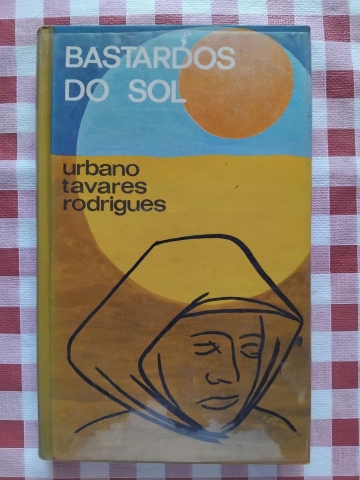 BASTARDOS
DO SOL
urbano
tavares
rodrigues